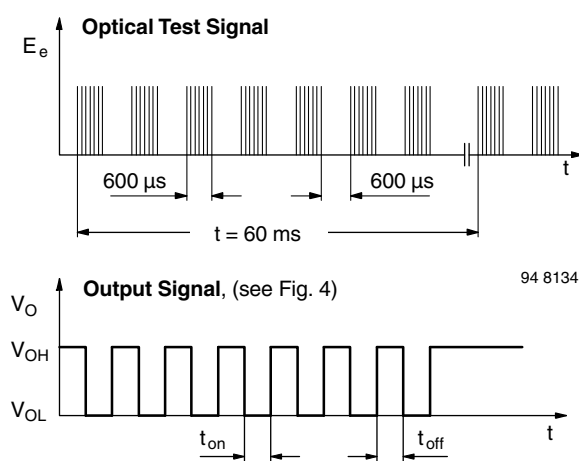 Optical Test Signal
E e
t
600 µs
600 µs
t = 60 ms
94 8134
Output Signal, (see Fig. 4)
VO
VOH
VOL
t
ton
toff